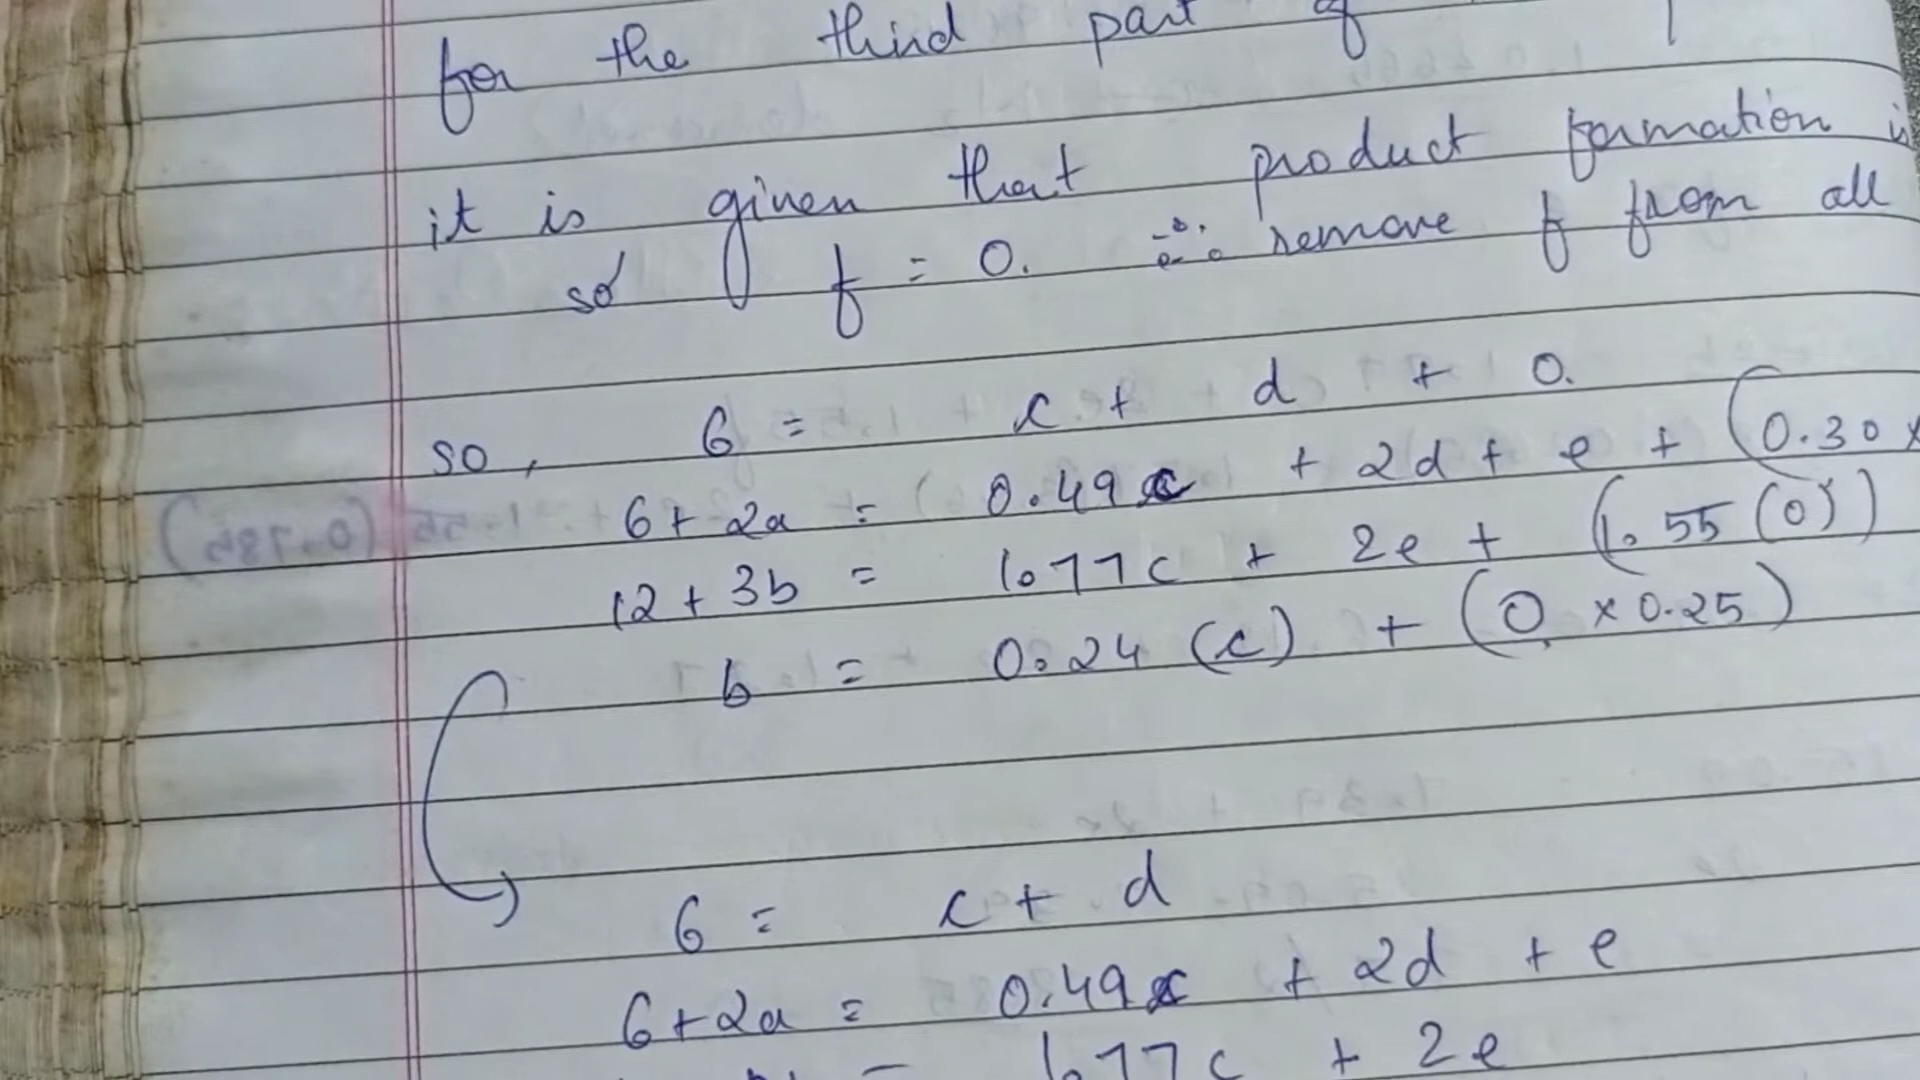 for the third part of
it is given that product formation is
so f = 0. ∴ remove f from all
so, 6 = c + d + 0.
6 + 2a = 0.49c + 2d + e + (0.30 x
12 + 3b = 1.77c + 2e + (1.55 (0))
b = 0.24 (c) + (0 x 0.25)
6 = c + d
6 + 2a = 0.49c + 2d + e
= 1.77c + 2e